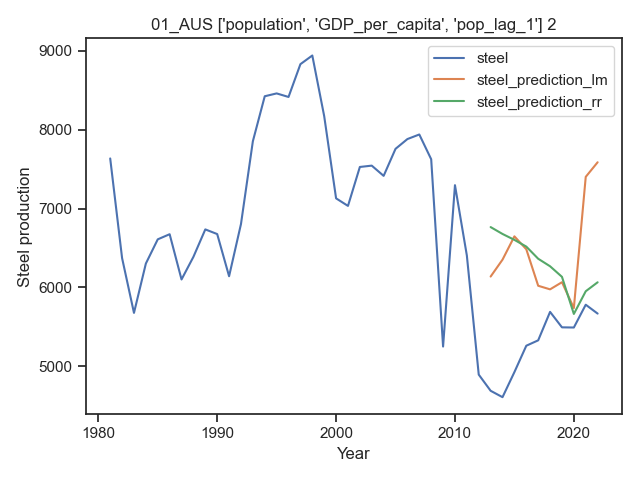 01_AUS ['population', 'GDP_per_capita', 'pop_lag_1'] 2
steel
steel_prediction_lm
steel_prediction_rr
Steel production
9000
8000
7000
6000
5000
1980
1990
2000
2010
2020
Year